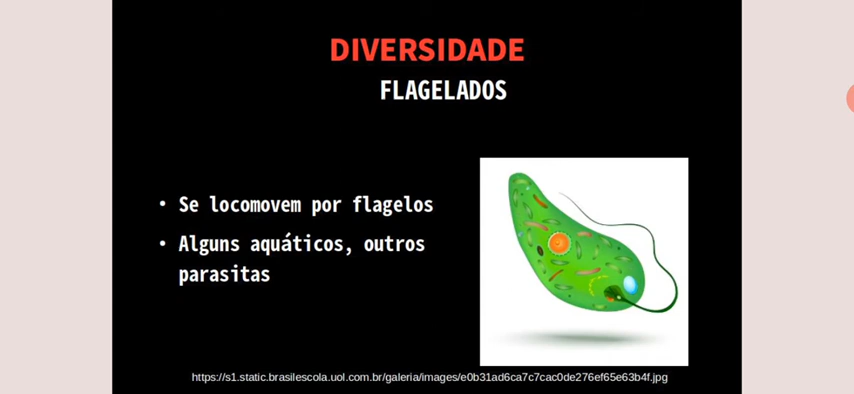 DIVERSIDADE
FLAGELADOS
• Se locomovem por flagelos
• Alguns aquáticos, outros
parasitas
https://s1.static.brasilescola.uol.com.br/galeria/images/e0b31ad6ca7c7cac0de276ef65e63b4f.jpg